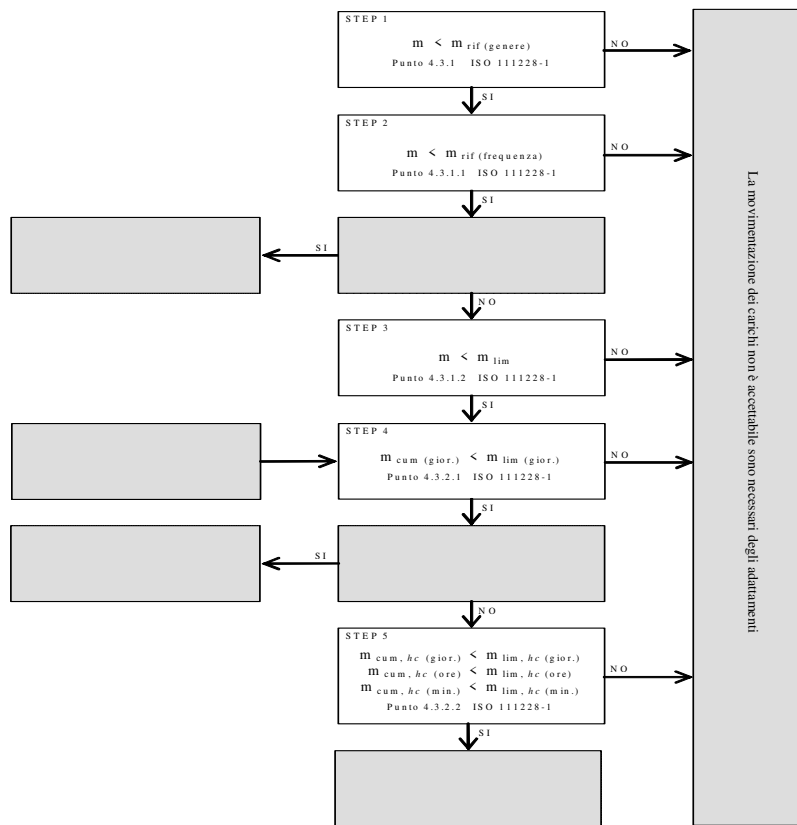 STEP 1
m < m rif (genere)
Punto 4.3.1 ISO 111228-1
NO
SI
STEP 2
m < m rif (frequenza)
Punto 4.3.1.1 ISO 111228-1
NO
SI
SI
NO
STEP 3
m < m lim
Punto 4.3.1.2 ISO 111228-1
NO
SI
STEP 4
m cum (gior.) < m lim (gior.)
Punto 4.3.2.1 ISO 111228-1
NO
SI
SI
NO
STEP 5
m cum, hc (gior.) < m lim, hc (gior.)
m cum, hc (ore) < m lim, hc (ore)
m cum, hc (min.) < m lim, hc (min.)
Punto 4.3.2.2 ISO 111228-1
NO
SI
La movimentazione dei carichi non è accettabile sono necessari degli adattamenti